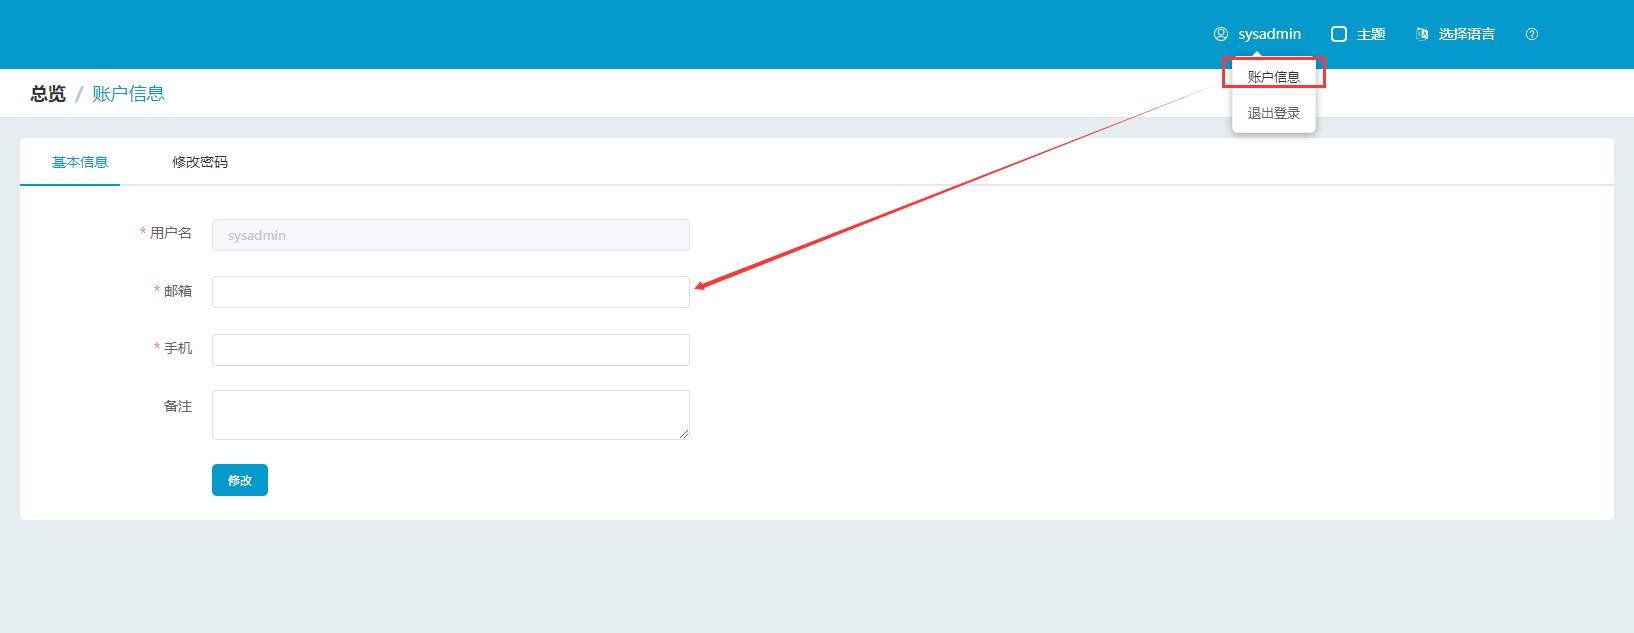 sysadmin 主题 选择语言
账户信息
退出登录
总览 / 账户信息
基本信息 修改密码
* 用户名 sysadmin
* 邮箱
* 手机
备注
修改